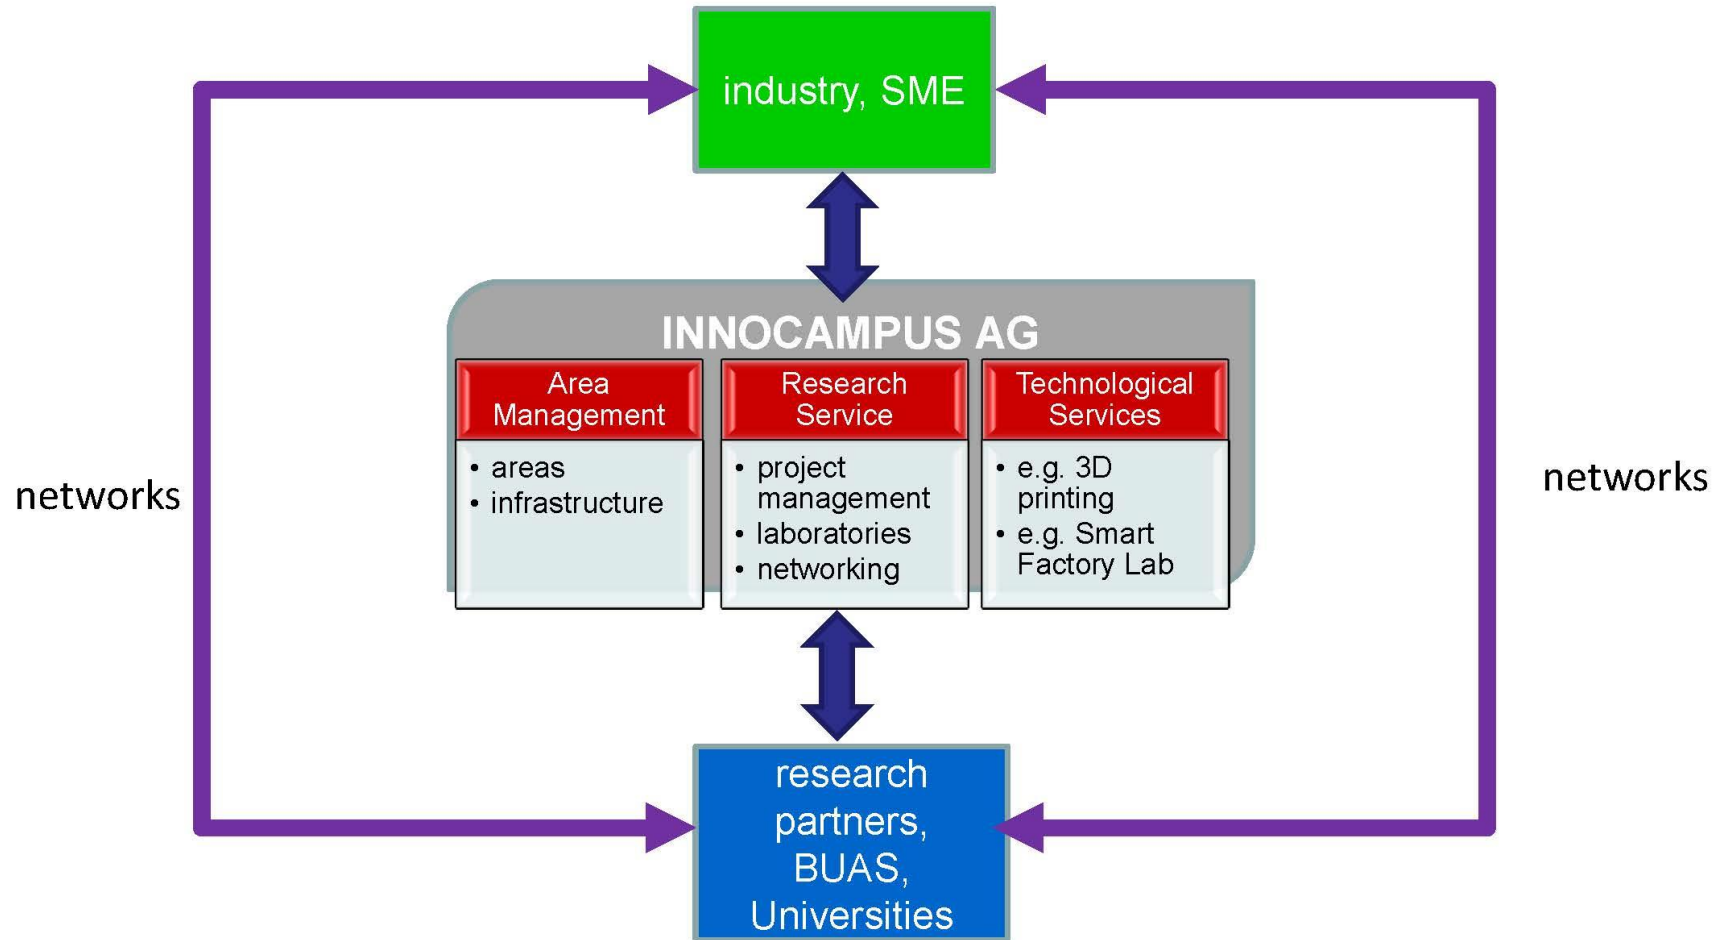 industry, SME
INNOCAMPUS AG
Area
Management
• areas
• infrastructure
Research
Service
• project
management
• laboratories
• networking
Technological
Services
• e.g. 3D
printing
• e.g. Smart
Factory Lab
networks
networks
research
partners,
BUAS,
Universities